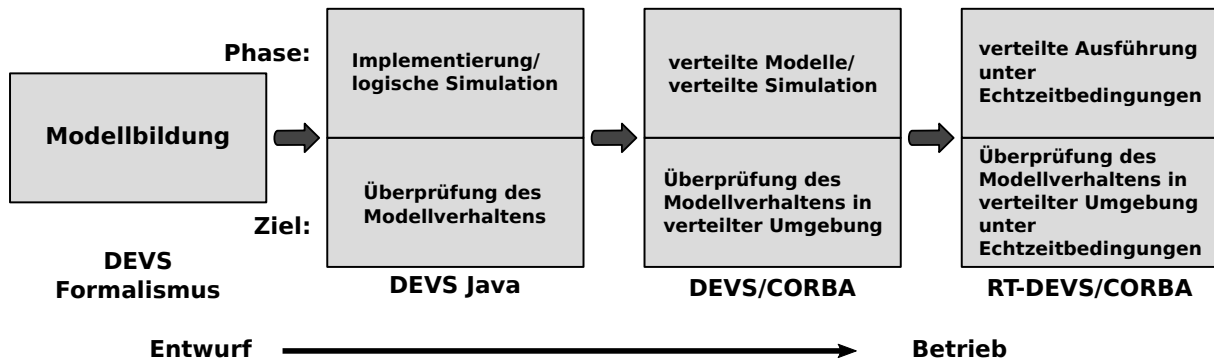 Phase:
Modellbildung
DEVS
Formalismus
Implementierung/
logische Simulation
Ziel:
Überprüfung des
Modellverhaltens
DEVS Java
verteilte Modelle/
verteilte Simulation
Überprüfung des
Modellverhaltens in
verteilter Umgebung
DEVS/CORBA
verteilte Ausführung
unter
Echtzeitbedingungen
Überprüfung des
Modellverhaltens in
verteilter Umgebung
unter
Echtzeitbedingungen
RT-DEVS/CORBA
Entwurf
Betrieb